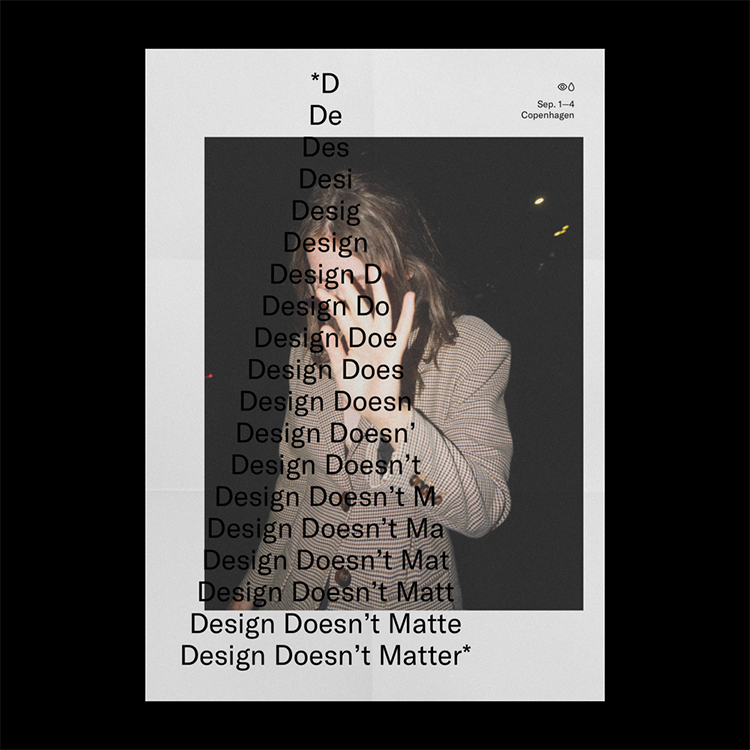 *D
De
Des
Desi
Desig
Design
Design D
Design Do
Design Doe
Design Does
Design Doesn
Design Doesn’
Design Doesn’t
Design Doesn’t M
Design Doesn’t Ma
Design Doesn’t Mat
Design Doesn’t Matt
Design Doesn’t Matte
Design Doesn’t Matter*
Sep. 1—4
Copenhagen